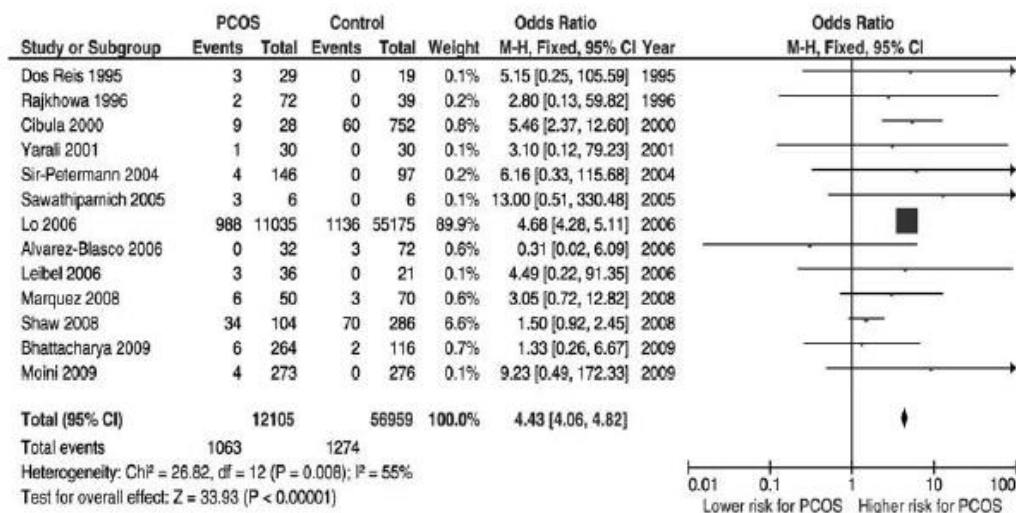 PCOS Control Odds Ratio Odds Ratio
Study or Subgroup Events Total Events Total Weight M-H, Fixed, 95% CI Year M-H, Fixed, 95% CI
Dos Reis 1995 3 29 0 19 0.1% 5.15 [0.25, 105.59] 1995
Rajkhowa 1996 2 72 0 39 0.2% 2.80 [0.13, 59.82] 1996
Cibula 2000 9 28 60 752 0.8% 5.46 [2.37, 12.60] 2000
Yarali 2001 1 30 0 30 0.1% 3.10 [0.12, 79.23] 2001
Sir-Petermann 2004 4 146 0 97 0.2% 6.16 [0.33, 115.68] 2004
Sawathiparnich 2005 3 6 0 6 0.1% 13.00 [0.51, 330.48] 2005
Lo 2006 988 11035 1136 55175 89.9% 4.68 [4.28, 5.11] 2006
Alvarez-Blasco 2006 0 32 3 72 0.6% 0.31 [0.02, 6.09] 2006
Leibel 2006 3 36 0 21 0.1% 4.49 [0.22, 91.35] 2006
Marquez 2008 6 50 3 70 0.6% 3.05 [0.72, 12.82] 2008
Shaw 2008 34 104 70 286 6.6% 1.50 [0.92, 2.45] 2008
Bhattacharya 2009 6 264 2 116 0.7% 1.33 [0.26, 6.67] 2009
Moini 2009 4 273 0 276 0.1% 9.23 [0.49, 172.33] 2009
Total (95% CI) 12105 56959 100.0% 4.43 [4.06, 4.82]
Total events 1063 1274
Heterogeneity: Chi² = 26.82, df = 12 (P = 0.008); I² = 55%
Test for overall effect: Z = 33.93 (P < 0.00001)
0.01 0.1 1 10 100
Lower risk for PCOS Higher risk for PCOS